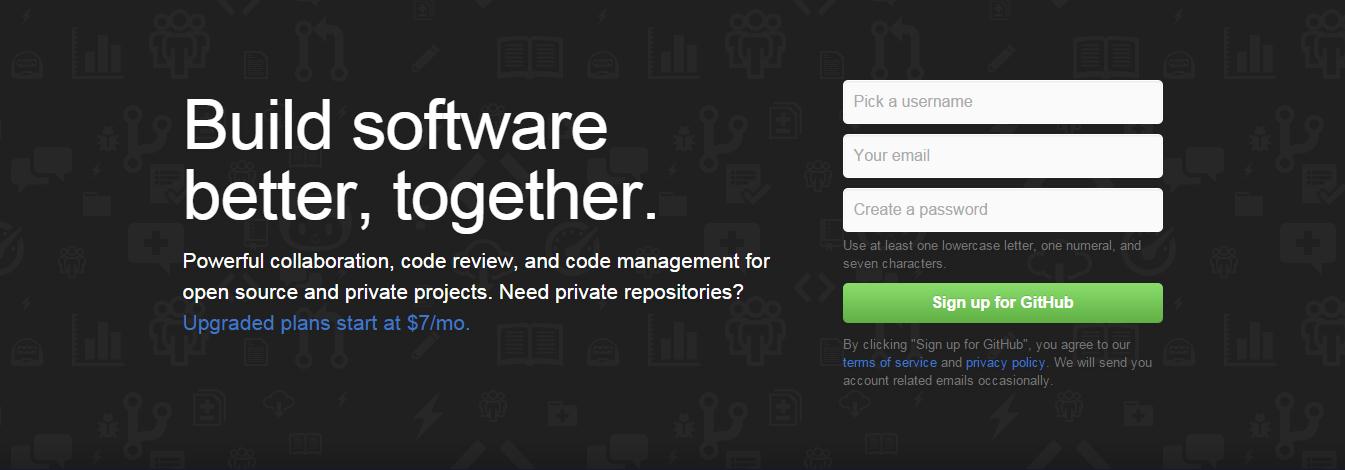 Build software
better, together.
Powerful collaboration, code review, and code management for
open source and private projects. Need private repositories?
Upgraded plans start at $7/mo.
Pick a username
Your email
Create a password
Use at least one lowercase letter, one numeral, and
seven characters.
Sign up for GitHub
By clicking "Sign up for GitHub", you agree to our
terms of service and privacy policy. We will send you
account related emails occasionally.